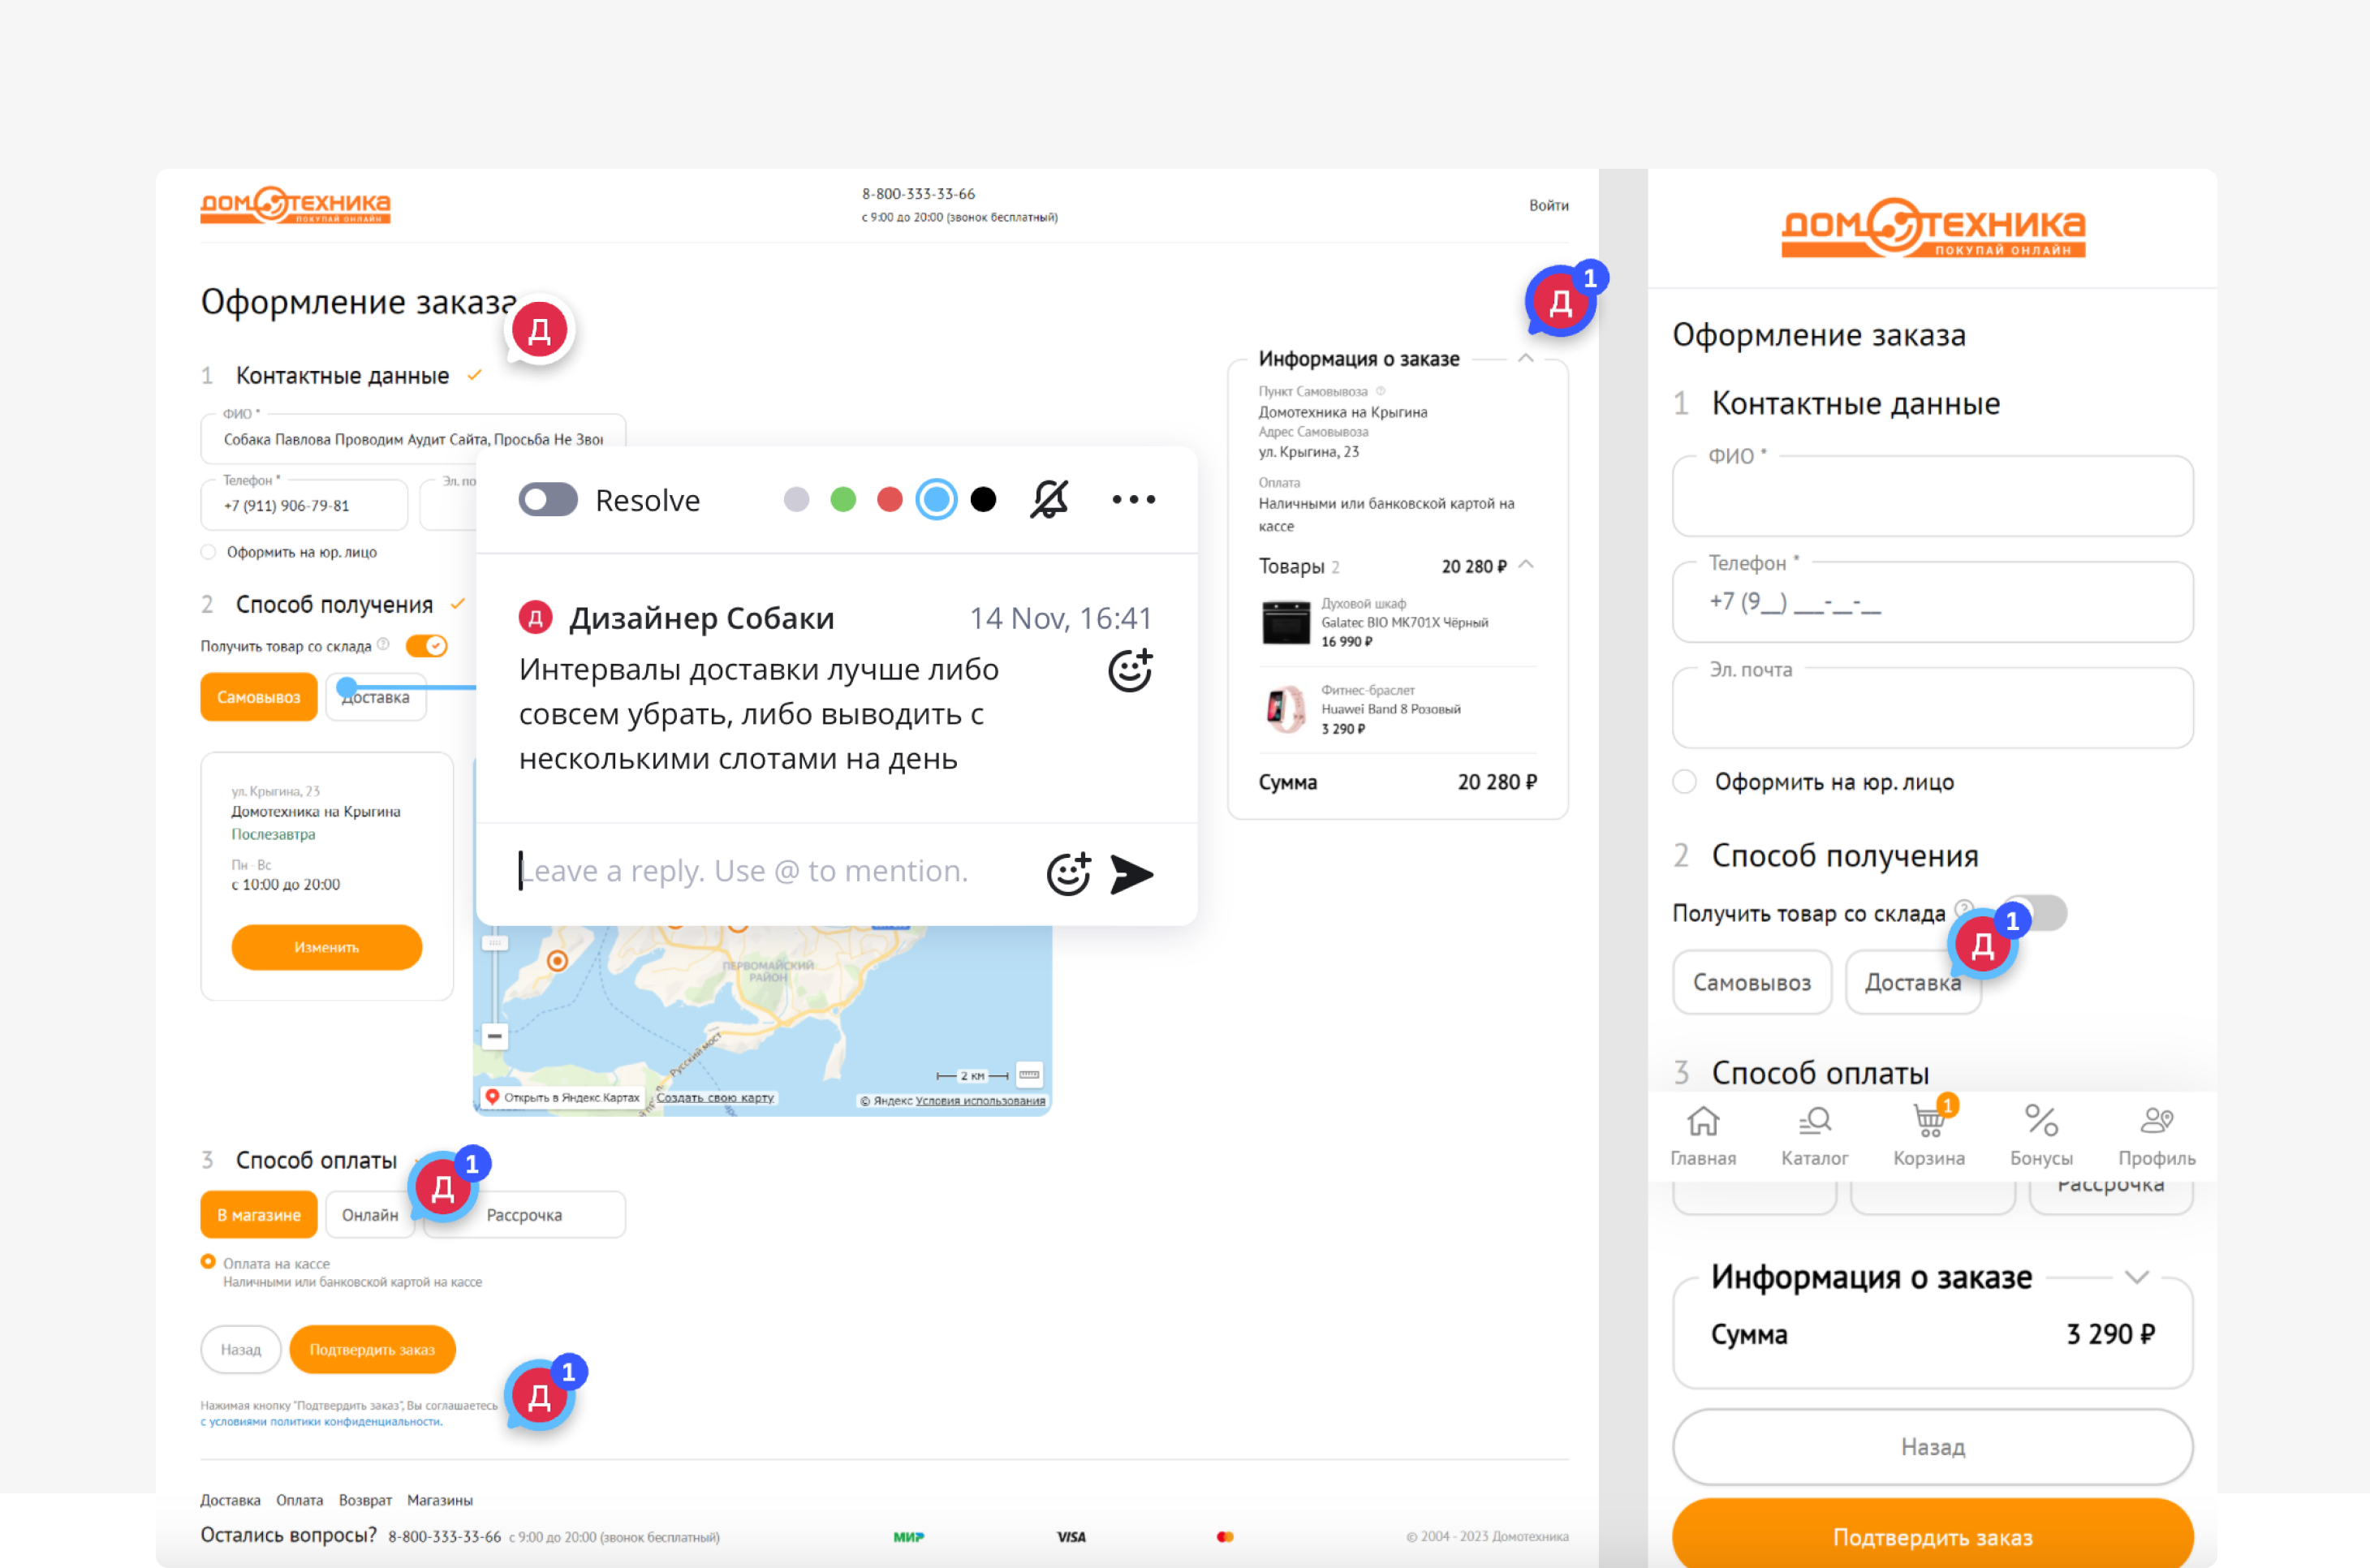 ДОМОТЕХНИКА
ПОКУПАЙ ОНЛАЙН
8-800-333-33-66
с 9:00 до 20:00 (звонок бесплатный)
Войти
Оформление заказа
Д
Д 1
1 Контактные данные
ФИО *
Собака Павлова Проводим Аудит Сайта, Просьба Не Звон
Телефон *
+7 (911) 906-79-81
Эл. по
Оформить на юр. лицо
2 Способ получения
Получить товар со склада ?
Самовывоз
Доставка
ул. Крыгина, 23
Домотехника на Крыгина
Послезавтра
Пн - Вс
с 10:00 до 20:00
Изменить
Resolve
Д Дизайнер Собаки 14 Nov, 16:41
Интервалы доставки лучше либо
совсем убрать, либо выводить с
несколькими слотами на день
Leave a reply. Use @ to mention.
ПЕРВОМАЙСКИЙ
РАЙОН
Русский мост
2 км
Открыть в Яндекс.Картах
Создать свою карту
© Яндекс Условия использования
3 Способ оплаты
Д 1
В магазине
Онлайн
Рассрочка
Оплата на кассе
Наличными или банковской картой на кассе
Назад
Подтвердить заказ
Д 1
Нажимая кнопку "Подтвердить заказ", Вы соглашаетесь
с условиями политики конфиденциальности.
Информация о заказе
Пункт Самовывоза ?
Домотехника на Крыгина
Адрес Самовывоза
ул. Крыгина, 23
Оплата
Наличными или банковской картой на
кассе
Товары 2 20 280 ₽
Духовой шкаф
Galatec BIO MK701X Чёрный
16 990 ₽
Фитнес-браслет
Huawei Band 8 Розовый
3 290 ₽
Сумма 20 280 ₽
Доставка Оплата Возврат Магазины
Остались вопросы? 8-800-333-33-66 с 9:00 до 20:00 (звонок бесплатный)
МИР
VISA
© 2004 - 2023 Домотехника
ДОМОТЕХНИКА
ПОКУПАЙ ОНЛАЙН
Оформление заказа
1 Контактные данные
ФИО *
Телефон *
+7 (9__) ___-__-__
Эл. почта
Оформить на юр. лицо
2 Способ получения
Получить товар со склада ?
Д 1
Самовывоз
Доставка
3 Способ оплаты
1
Главная
Каталог
Корзина
Бонусы
Профиль
Рассрочка
Информация о заказе
Сумма 3 290 ₽
Назад
Подтвердить заказ